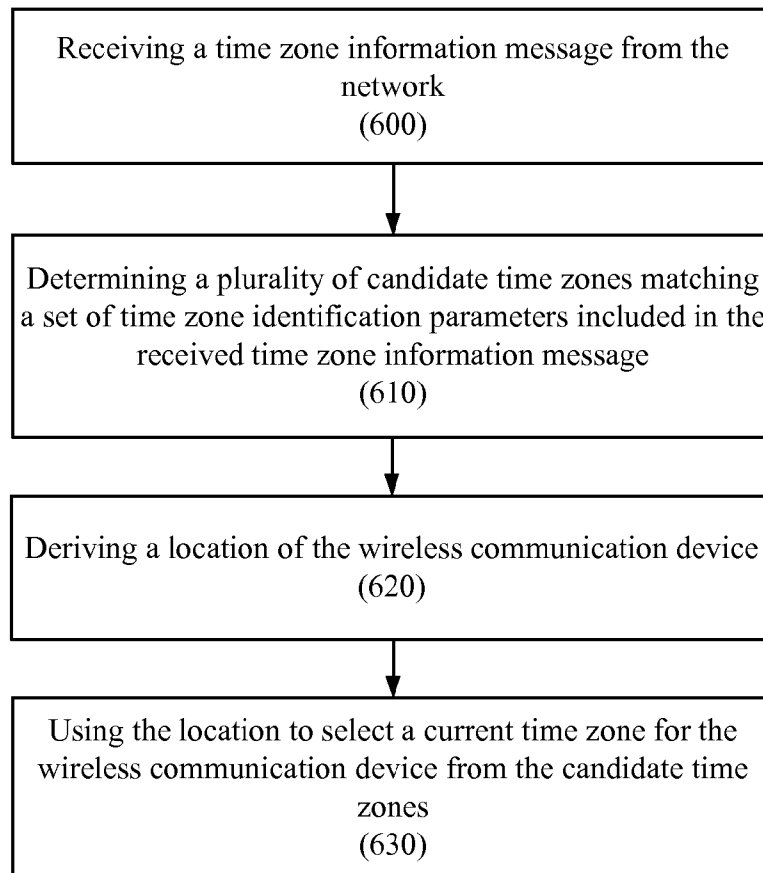 Receiving a time zone information message from the
network
(600)
Determining a plurality of candidate time zones matching
a set of time zone identification parameters included in the
received time zone information message
(610)
Deriving a location of the wireless communication device
(620)
Using the location to select a current time zone for the
wireless communication device from the candidate time
zones
(630)